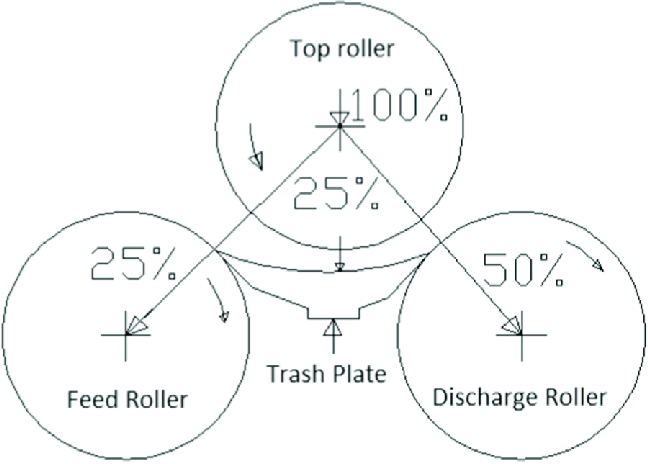 Top roller
100%
25%
25%
50%
Trash Plate
Feed Roller
Discharge Roller